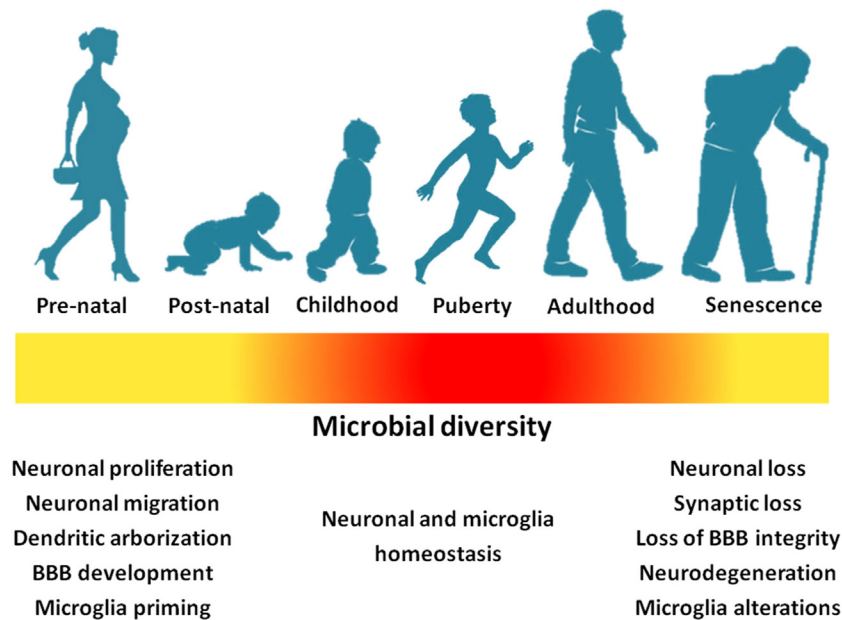 Pre-natal
Post-natal
Childhood
Puberty
Adulthood
Senescence
Microbial diversity
Neuronal proliferation
Neuronal migration
Dendritic arborization
BBB development
Microglia priming
Neuronal and microglia
homeostasis
Neuronal loss
Synaptic loss
Loss of BBB integrity
Neurodegeneration
Microglia alterations